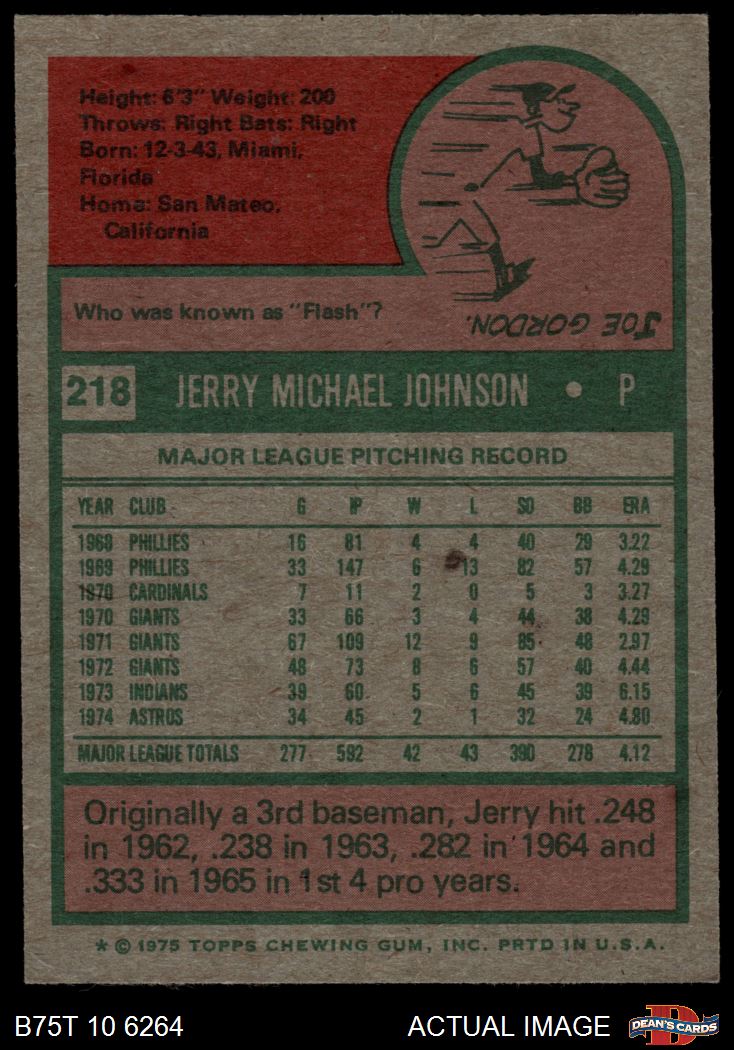 Height: 6'3" Weight: 200
Throws: Right Bats: Right
Born: 12-3-43, Miami,
Florida
Home: San Mateo,
California
Who was known as "Flash"?
JOE GORDON.
218 JERRY MICHAEL JOHNSON • P
MAJOR LEAGUE PITCHING RECORD
YEAR CLUB G IP W L SO BB ERA
1968 PHILLIES 16 81 4 4 40 29 3.22
1969 PHILLIES 33 147 6 13 82 57 4.29
1970 CARDINALS 7 11 2 0 5 3 3.27
1970 GIANTS 33 66 3 4 44 38 4.29
1971 GIANTS 67 109 12 9 85 48 2.97
1972 GIANTS 48 73 8 6 57 40 4.44
1973 INDIANS 39 60 5 6 45 39 6.15
1974 ASTROS 34 45 2 1 32 24 4.80
MAJOR LEAGUE TOTALS 277 592 42 43 390 278 4.12
Originally a 3rd baseman, Jerry hit .248
in 1962, .238 in 1963, .282 in 1964 and
.333 in 1965 in 1st 4 pro years.
* © 1975 TOPPS CHEWING GUM, INC. PRTD IN U.S.A.
B75T 10 6264 ACTUAL IMAGE D DEAN'S CARDS